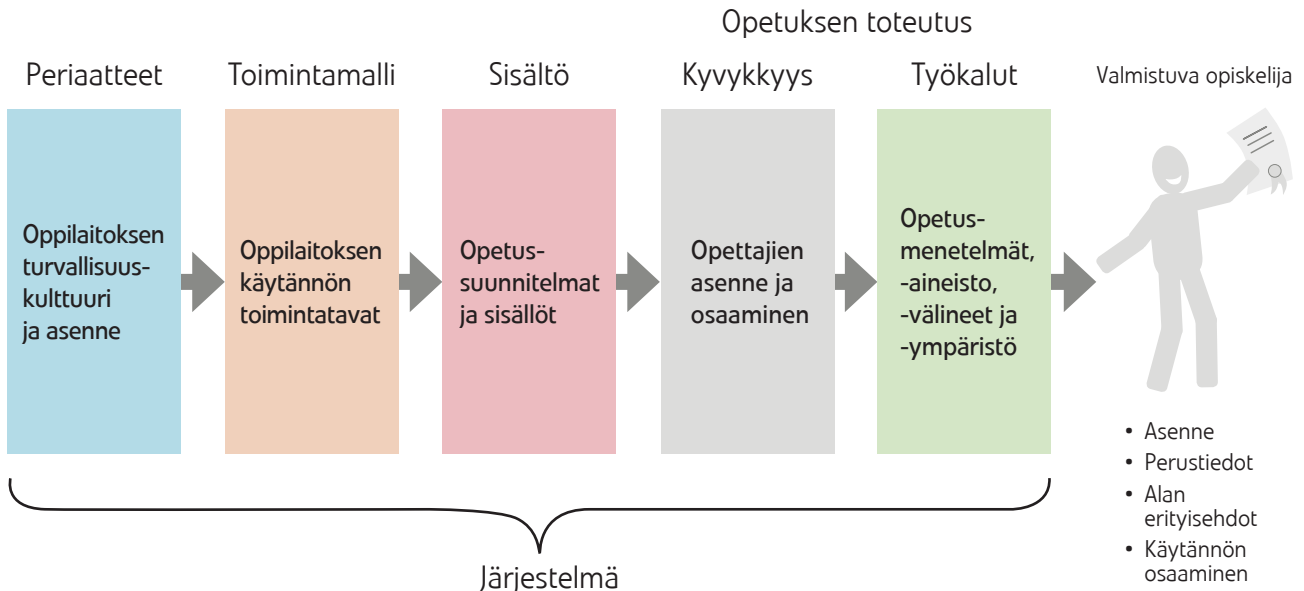 Opetuksen toteutus
Periaatteet
Toimintamalli
Sisältö
Kyvykkyys
Työkalut
Valmistuva opiskelija
Oppilaitoksen
turvallisuus-
kulttuuri
ja asenne
Oppilaitoksen
käytännön
toimintatavat
Opetus-
suunnitelmat
ja sisällöt
Opettajien
asenne ja
osaaminen
Opetus-
menetelmät,
-aineisto,
-välineet ja
-ympäristö
• Asenne
• Perustiedot
• Alan
erityisehdot
• Käytännön
osaaminen
Järjestelmä